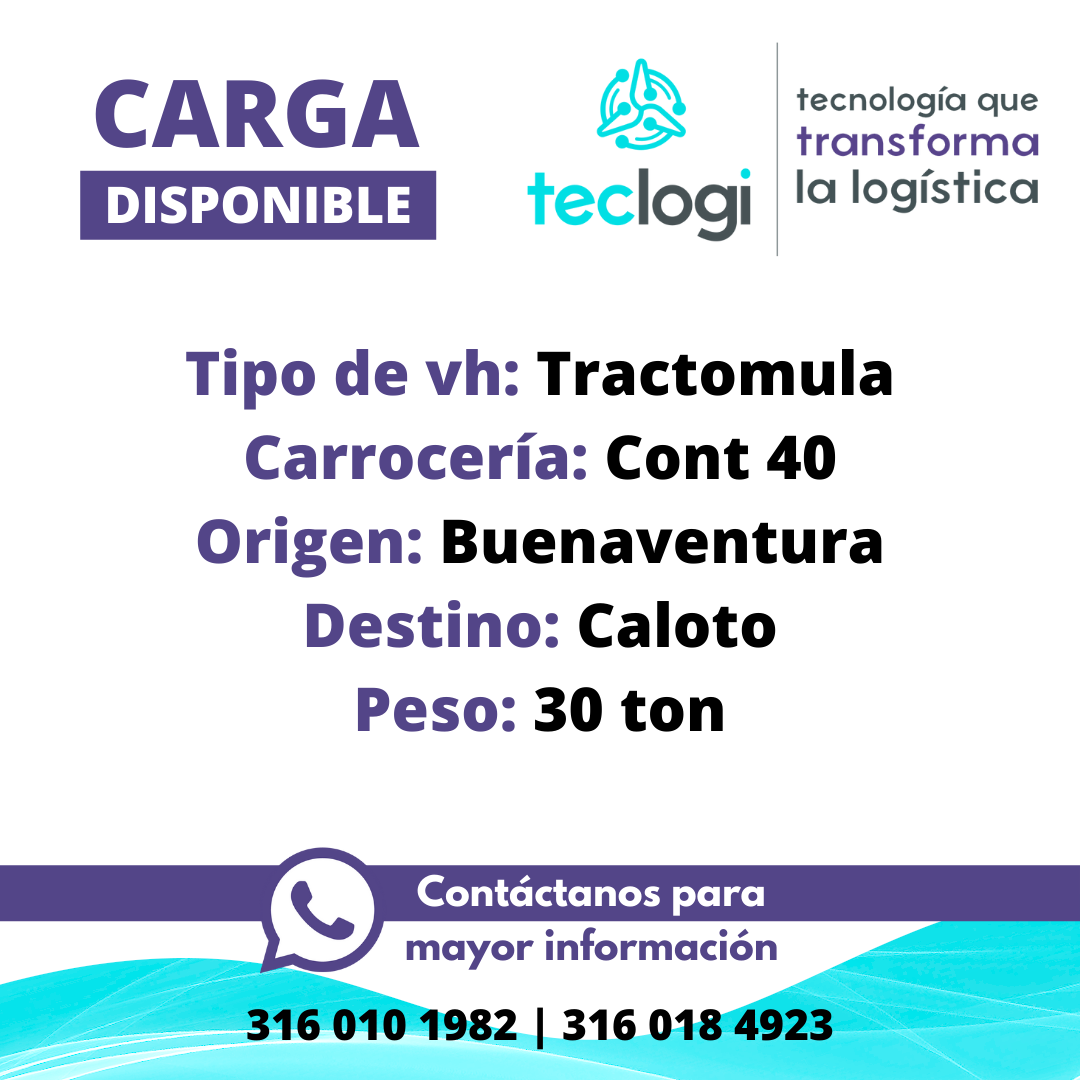 CARGA
DISPONIBLE
teclogi
tecnología que
transforma
la logística
Tipo de vh: Tractomula
Carrocería: Cont 40
Origen: Buenaventura
Destino: Caloto
Peso: 30 ton
Contáctanos para
mayor información
316 010 1982 | 316 018 4923